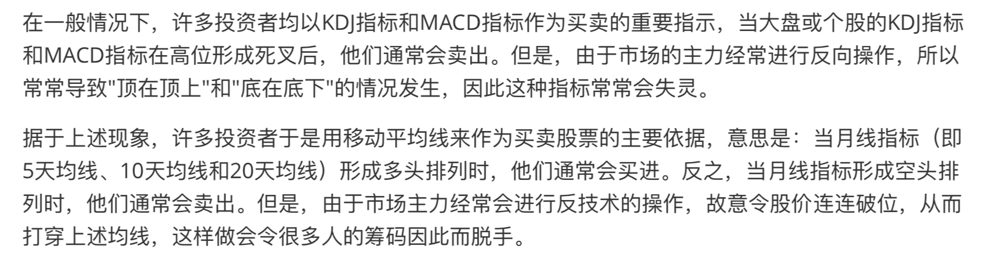 在一般情况下，许多投资者均以KDJ指标和MACD指标作为买卖的重要指示，当大盘或个股的KDJ指标
和MACD指标在高位形成死叉后，他们通常会卖出。但是，由于市场的主力经常进行反向操作，所以
常常导致"顶在顶上"和"底在底下"的情况发生，因此这种指标常常会失灵。
据于上述现象，许多投资者于是用移动平均线来作为买卖股票的主要依据，意思是：当月线指标（即
5天均线、10天均线和20天均线）形成多头排列时，他们通常会买进。反之，当月线指标形成空头排
列时，他们通常会卖出。但是，由于市场主力经常会进行反技术的操作，故意令股价连连破位，从而
打穿上述均线，这样做会令很多人的筹码因此而脱手。